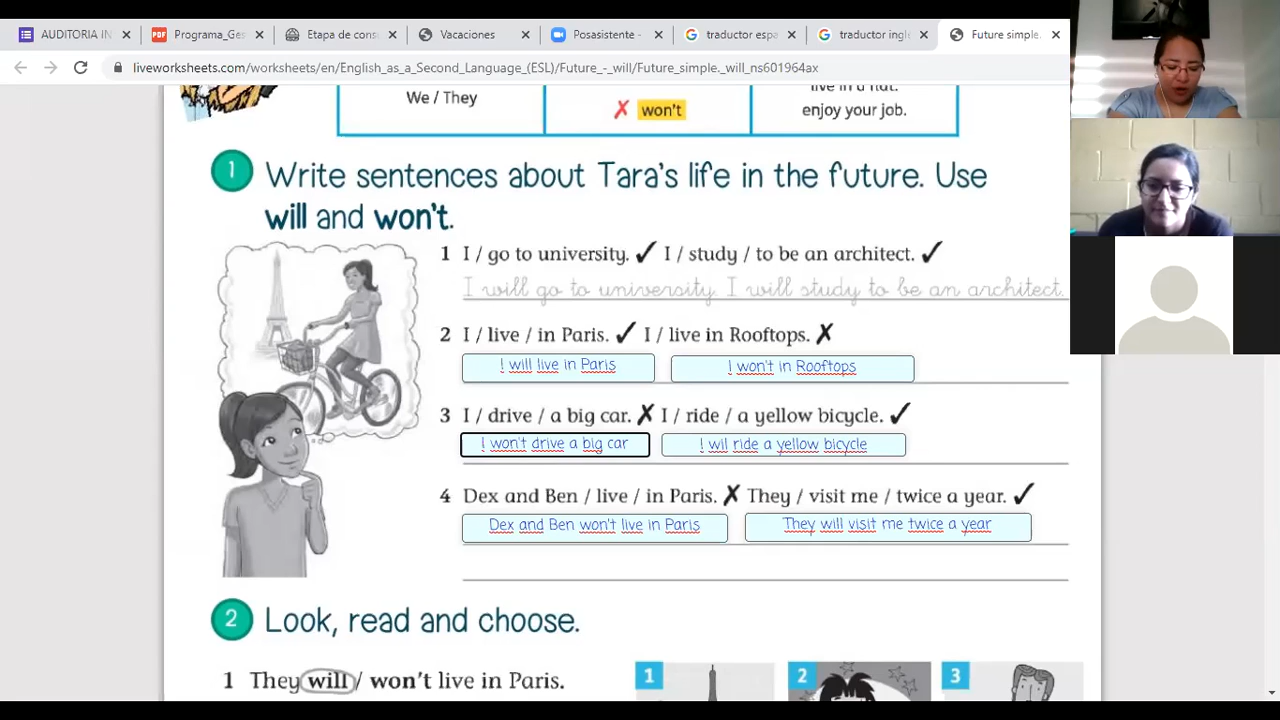 AUDITORIA IN
Programa_Ges
Etapa de cons
Vacaciones
Posasistente -
traductor espa
traductor ingl
Future simple.
liveworksheets.com/worksheets/en/English_as_a_Second_Language_(ESL)/Future_-_will/Future_simple._will_ns601964ax
We / They
✗ won't
live in a flat.
enjoy your job.
1 Write sentences about Tara's life in the future. Use
will and won't.
1 I / go to university. ✓ I / study / to be an architect. ✓
I will go to university. I will study to be an architect.
2 I / live / in Paris. ✓ I / live in Rooftops. ✗
I will live in Paris I won't in Rooftops
3 I / drive / a big car. ✗ I / ride / a yellow bicycle. ✓
I won't drive a big car I wil ride a yellow bicycle
4 Dex and Ben / live / in Paris. ✗ They / visit me / twice a year. ✓
Dex and Ben won't live in Paris They will visit me twice a year
2 Look, read and choose.
1 They will / won't live in Paris.
1 2 3